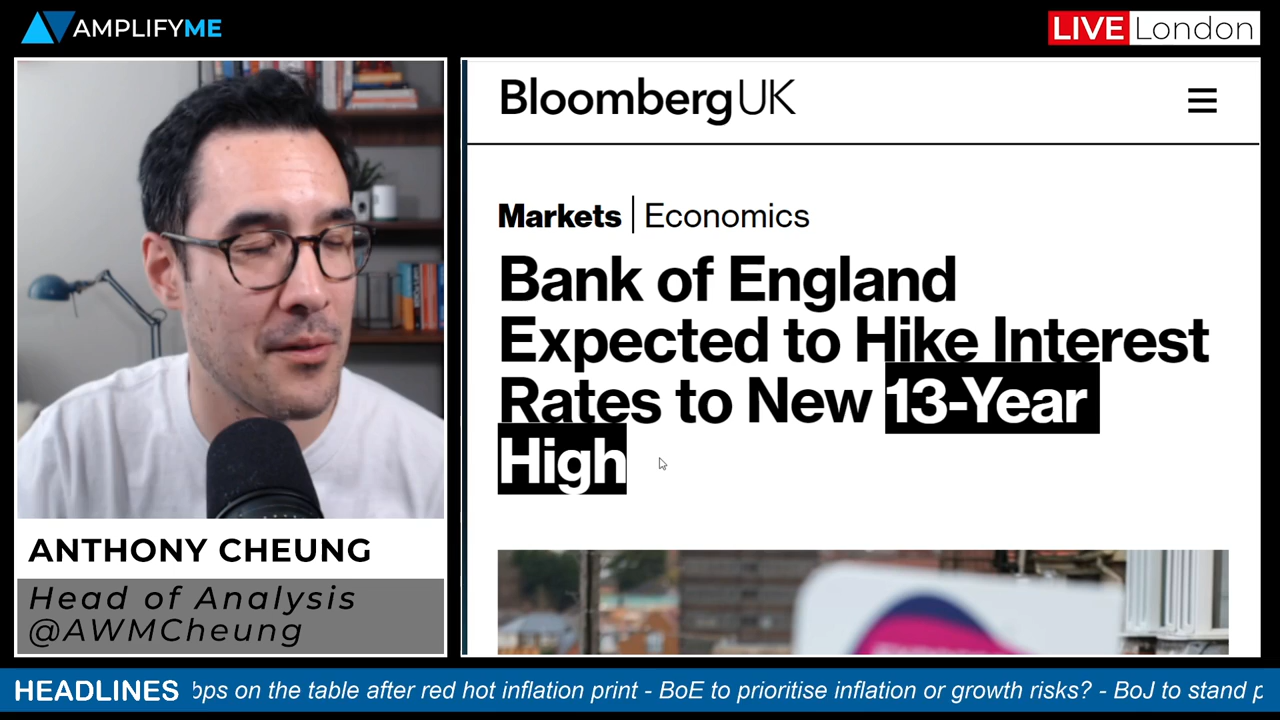 AMPLIFYME
LIVE London
BloombergUK
Markets | Economics
Bank of England
Expected to Hike Interest
Rates to New 13-Year
High
ANTHONY CHEUNG
Head of Analysis
@AWMCheung
HEADLINES bps on the table after red hot inflation print - BoE to prioritise inflation or growth risks? - BoJ to stand